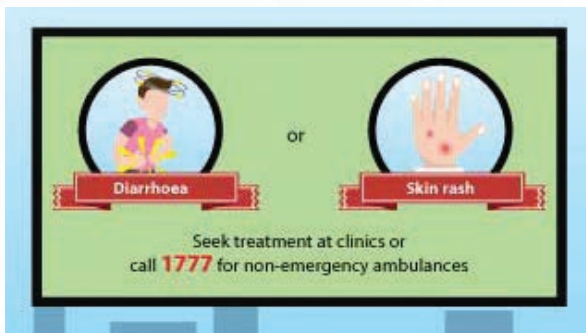 or
Diarrhoea
Skin rash
Seek treatment at clinics or
call 1777 for non-emergency ambulances